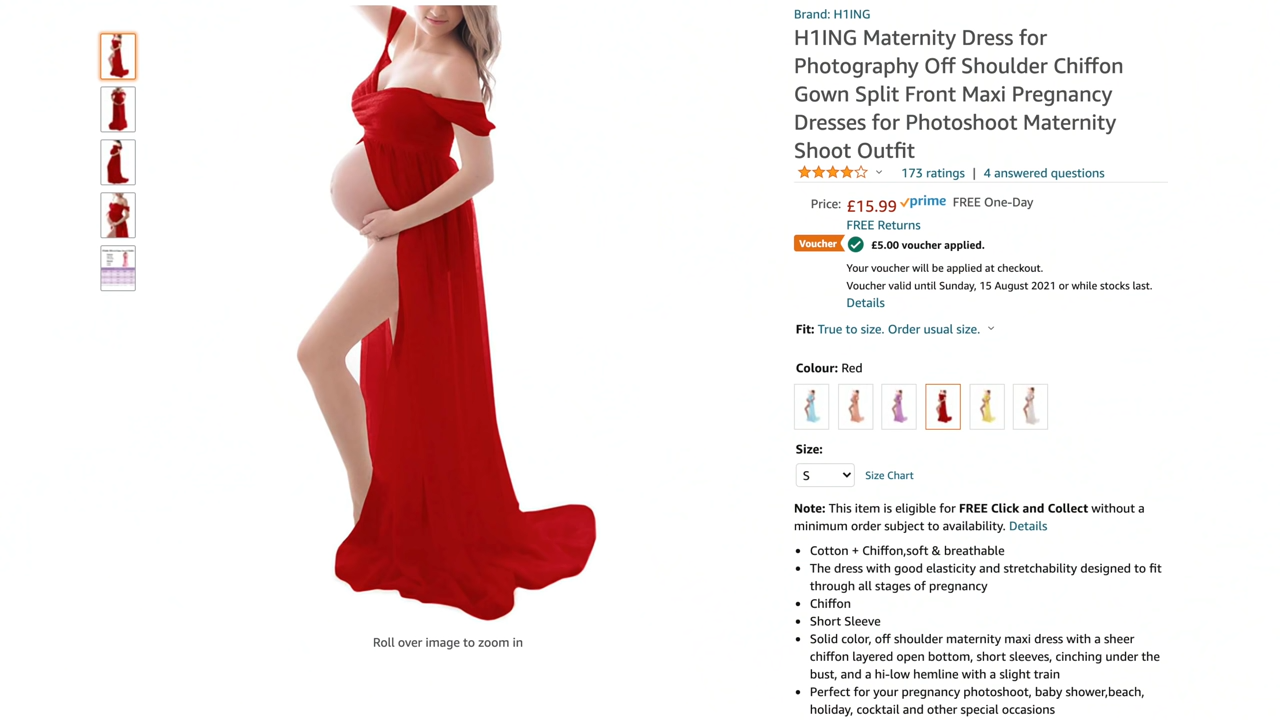 Brand: H1ING
H1ING Maternity Dress for
Photography Off Shoulder Chiffon
Gown Split Front Maxi Pregnancy
Dresses for Photoshoot Maternity
Shoot Outfit
173 ratings | 4 answered questions
Price: £15.99 prime FREE One-Day
FREE Returns
Voucher £5.00 voucher applied.
Your voucher will be applied at checkout.
Voucher valid until Sunday, 15 August 2021 or while stocks last.
Details
Fit: True to size. Order usual size.
Colour: Red
Size:
S Size Chart
Note: This item is eligible for FREE Click and Collect without a
minimum order subject to availability. Details
• Cotton + Chiffon,soft & breathable
• The dress with good elasticity and stretchability designed to fit
through all stages of pregnancy
• Chiffon
• Short Sleeve
• Solid color, off shoulder maternity maxi dress with a sheer
chiffon layered open bottom, short sleeves, cinching under the
bust, and a hi-low hemline with a slight train
• Perfect for your pregnancy photoshoot, baby shower,beach,
holiday, cocktail and other special occasions
Roll over image to zoom in